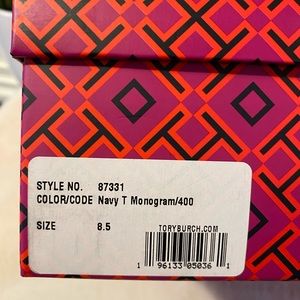 STYLE NO. 87331
COLOR/CODE Navy T Monogram/400
SIZE 8.5
TORYBURCH.COM
1 96133 05036 1